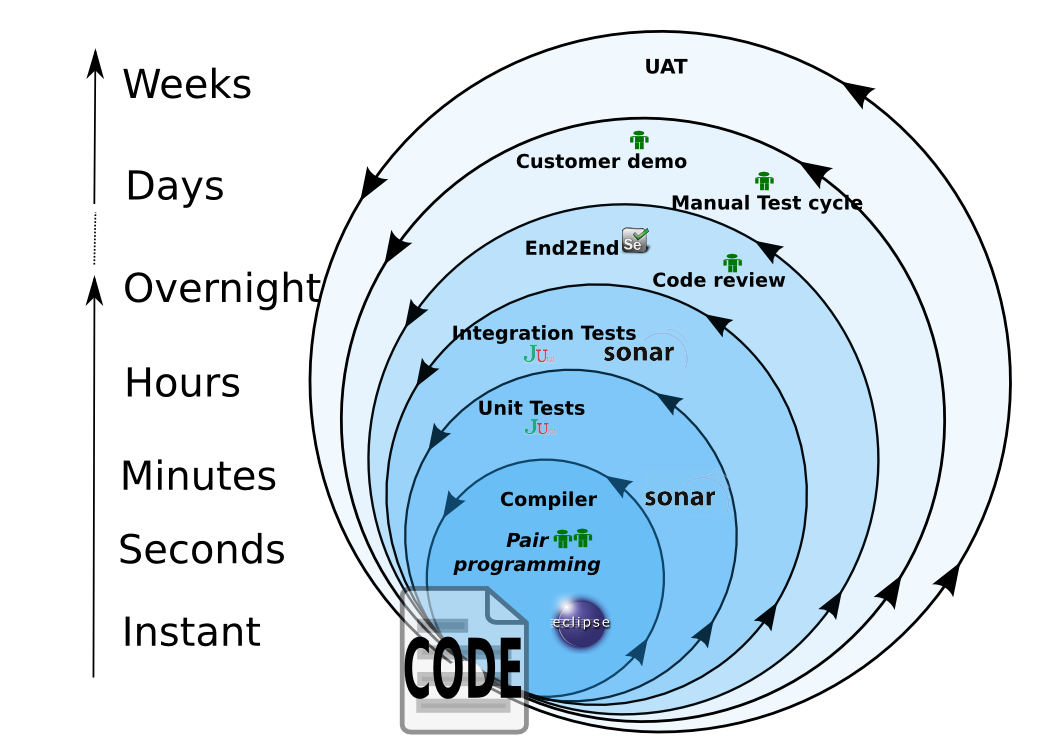 Weeks
Days
Overnight
Hours
Minutes
Seconds
Instant
UAT
Customer demo
Manual Test cycle
End2End
Se
Code review
Integration Tests
JU
sonar
Unit Tests
JU
Compiler
sonar
Pair
programming
eclipse
CODE